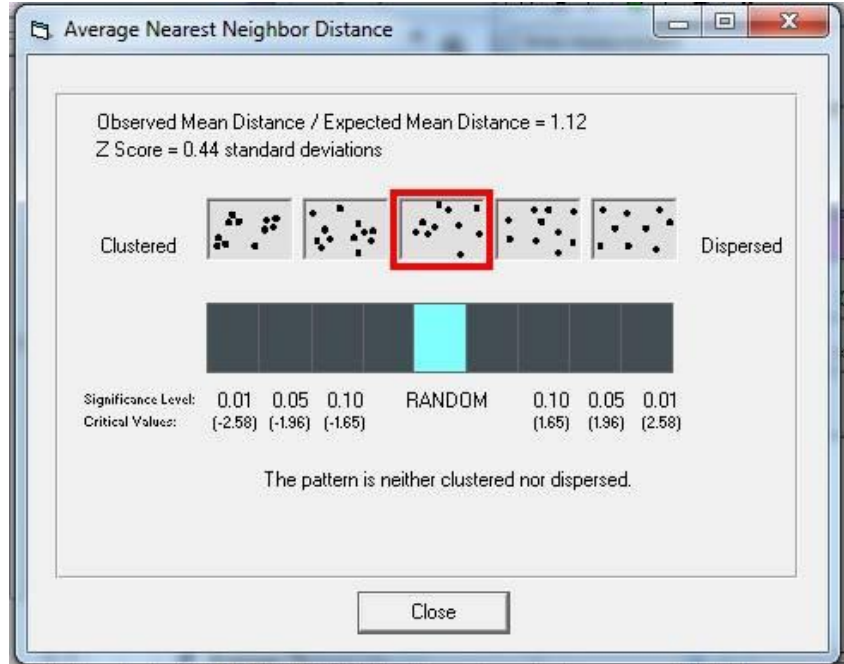 Average Nearest Neighbor Distance
Observed Mean Distance / Expected Mean Distance = 1.12
Z Score = 0.44 standard deviations
Clustered Dispersed
Significance Level: 0.01 0.05 0.10 RANDOM 0.10 0.05 0.01
Critical Values: (-2.58) (-1.96) (-1.65) (1.65) (1.96) (2.58)
The pattern is neither clustered nor dispersed.
Close